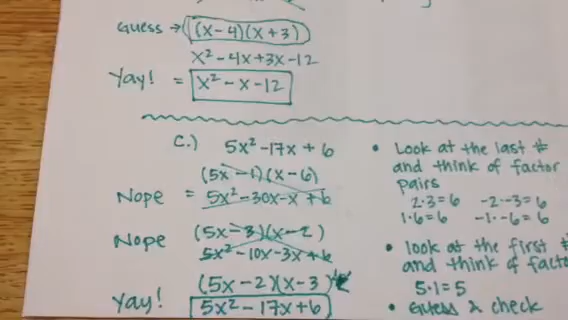 Guess → (x-4)(x+3)
x² - 4x + 3x - 12
Yay! = x² - x - 12
C.) 5x² - 17x + 6
(5x - 1)(x - 6)
Nope = 5x² - 30x - x + 6
Nope (5x - 3)(x - 2)
5x² - 10x - 3x + 6
(5x - 2)(x - 3)
Yay! 5x² - 17x + 6
• Look at the last #
and think of factor
pairs
2·3=6 -2·-3=6
1·6=6 -1·-6=6
• look at the first #
and think of
5·1=5
• Guess & check